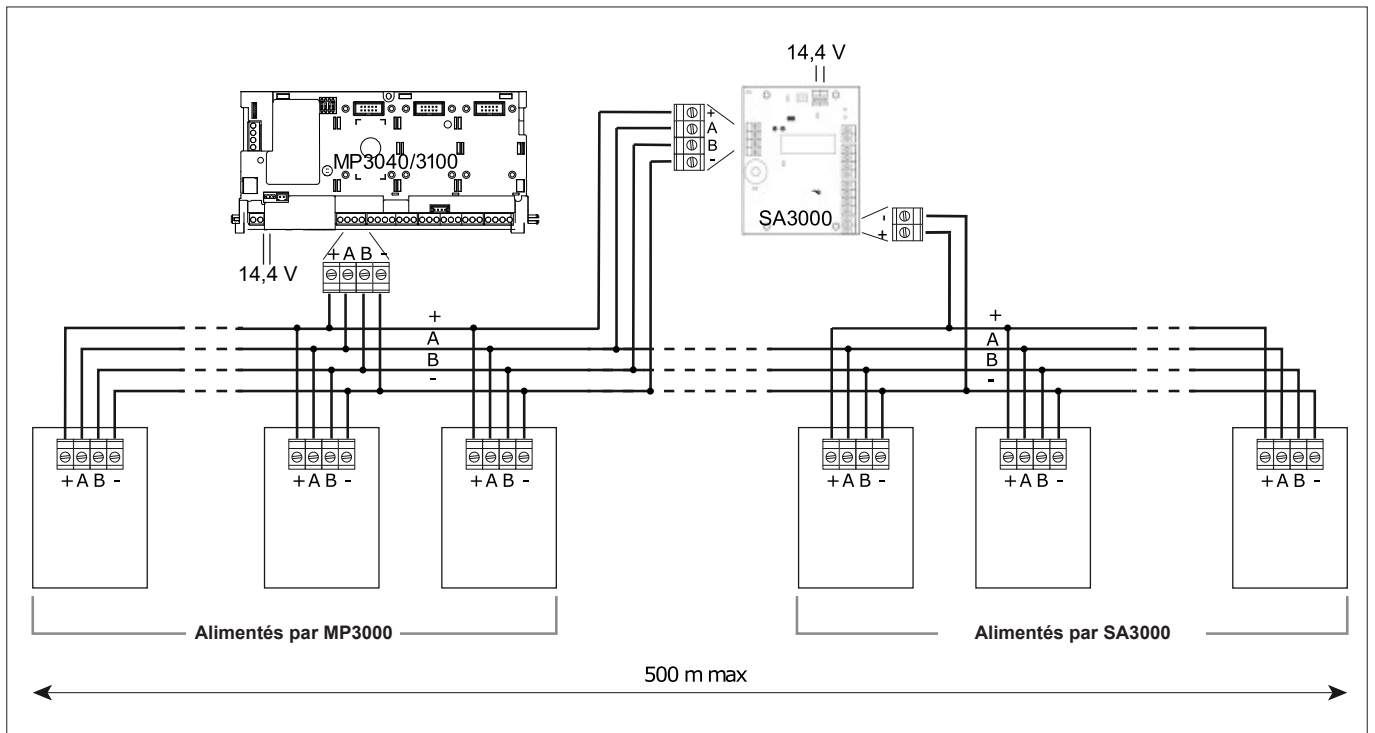 14,4 V
+
A
B
-
MP3040/3100
SA3000
-
+
14,4 V
+ A B -
+
A
B
-
+
A
B
-
+ A B -
+ A B -
+ A B -
+ A B -
+ A B -
+ A B -
Alimentés par MP3000
Alimentés par SA3000
500 m max